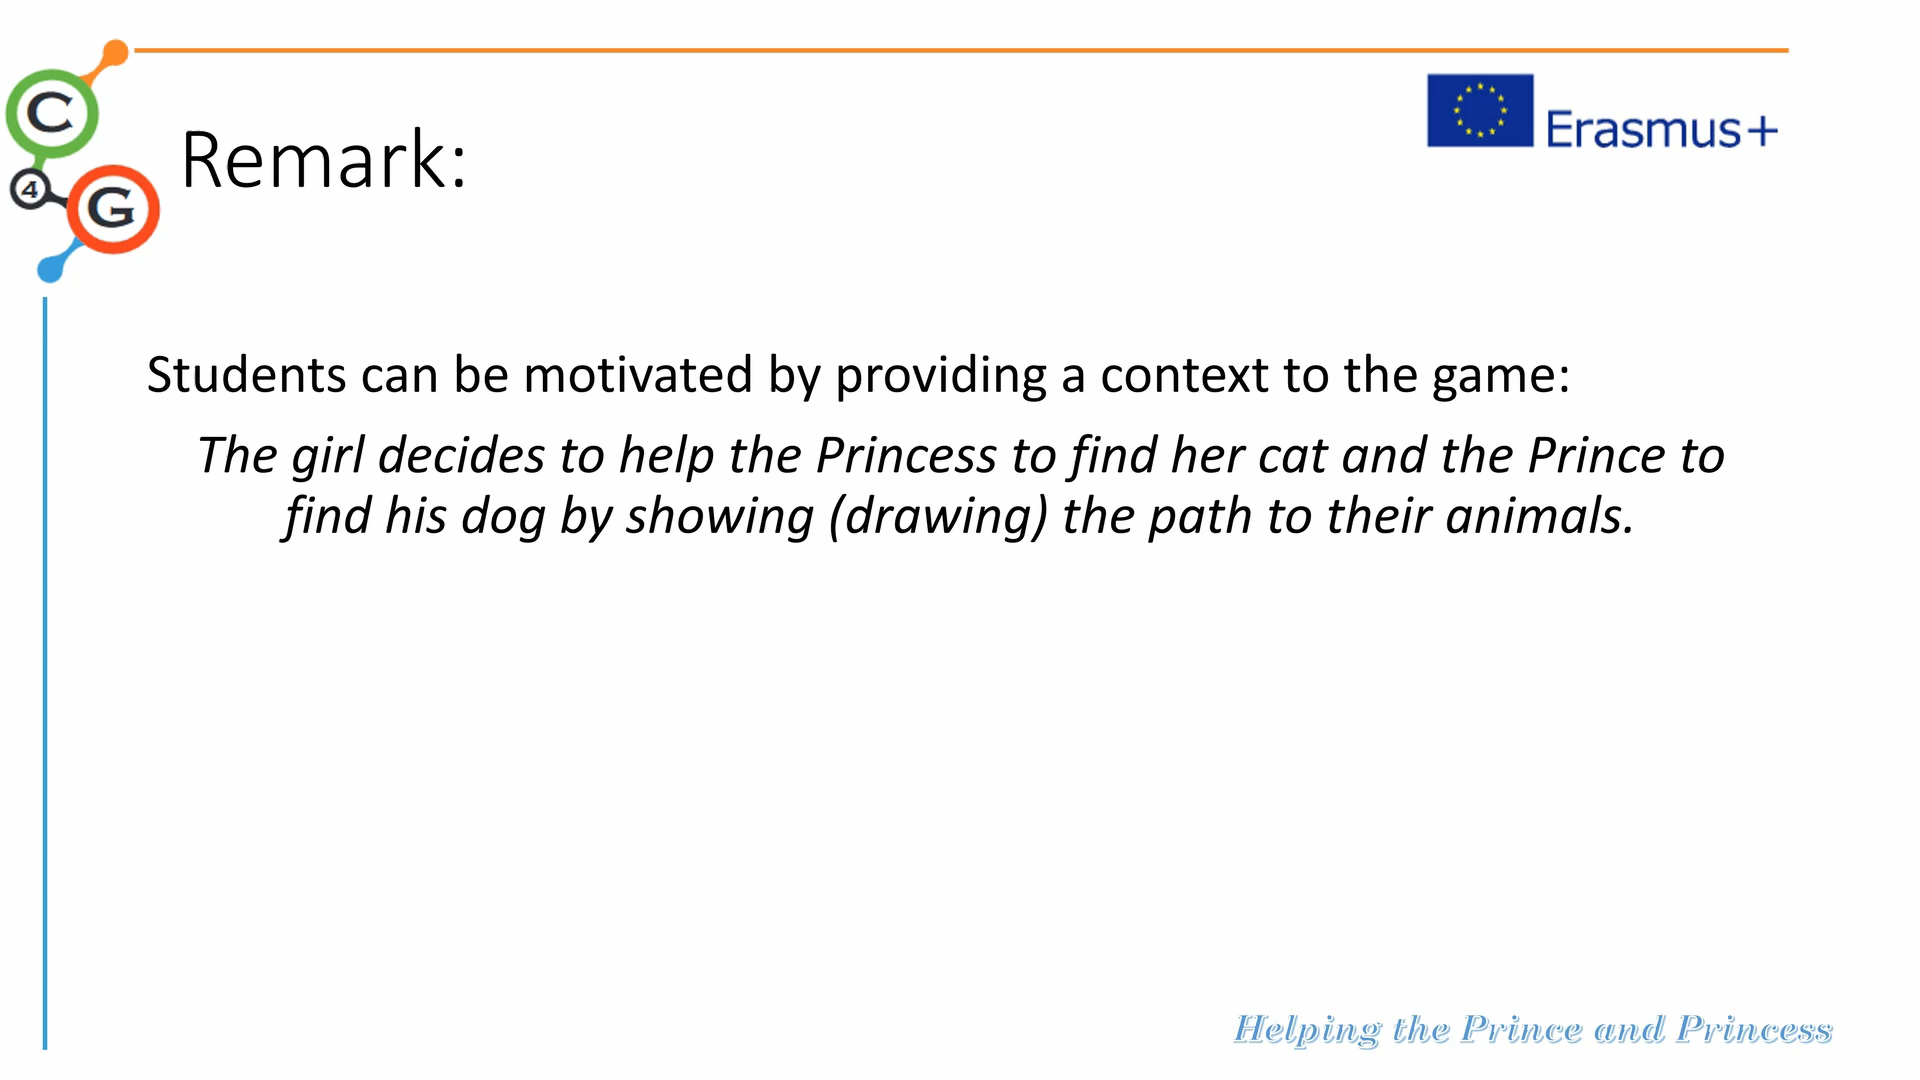 C
4
G
Erasmus+
Remark:
Students can be motivated by providing a context to the game:
The girl decides to help the Princess to find her cat and the Prince to
find his dog by showing (drawing) the path to their animals.
Helping the Prince and Princess